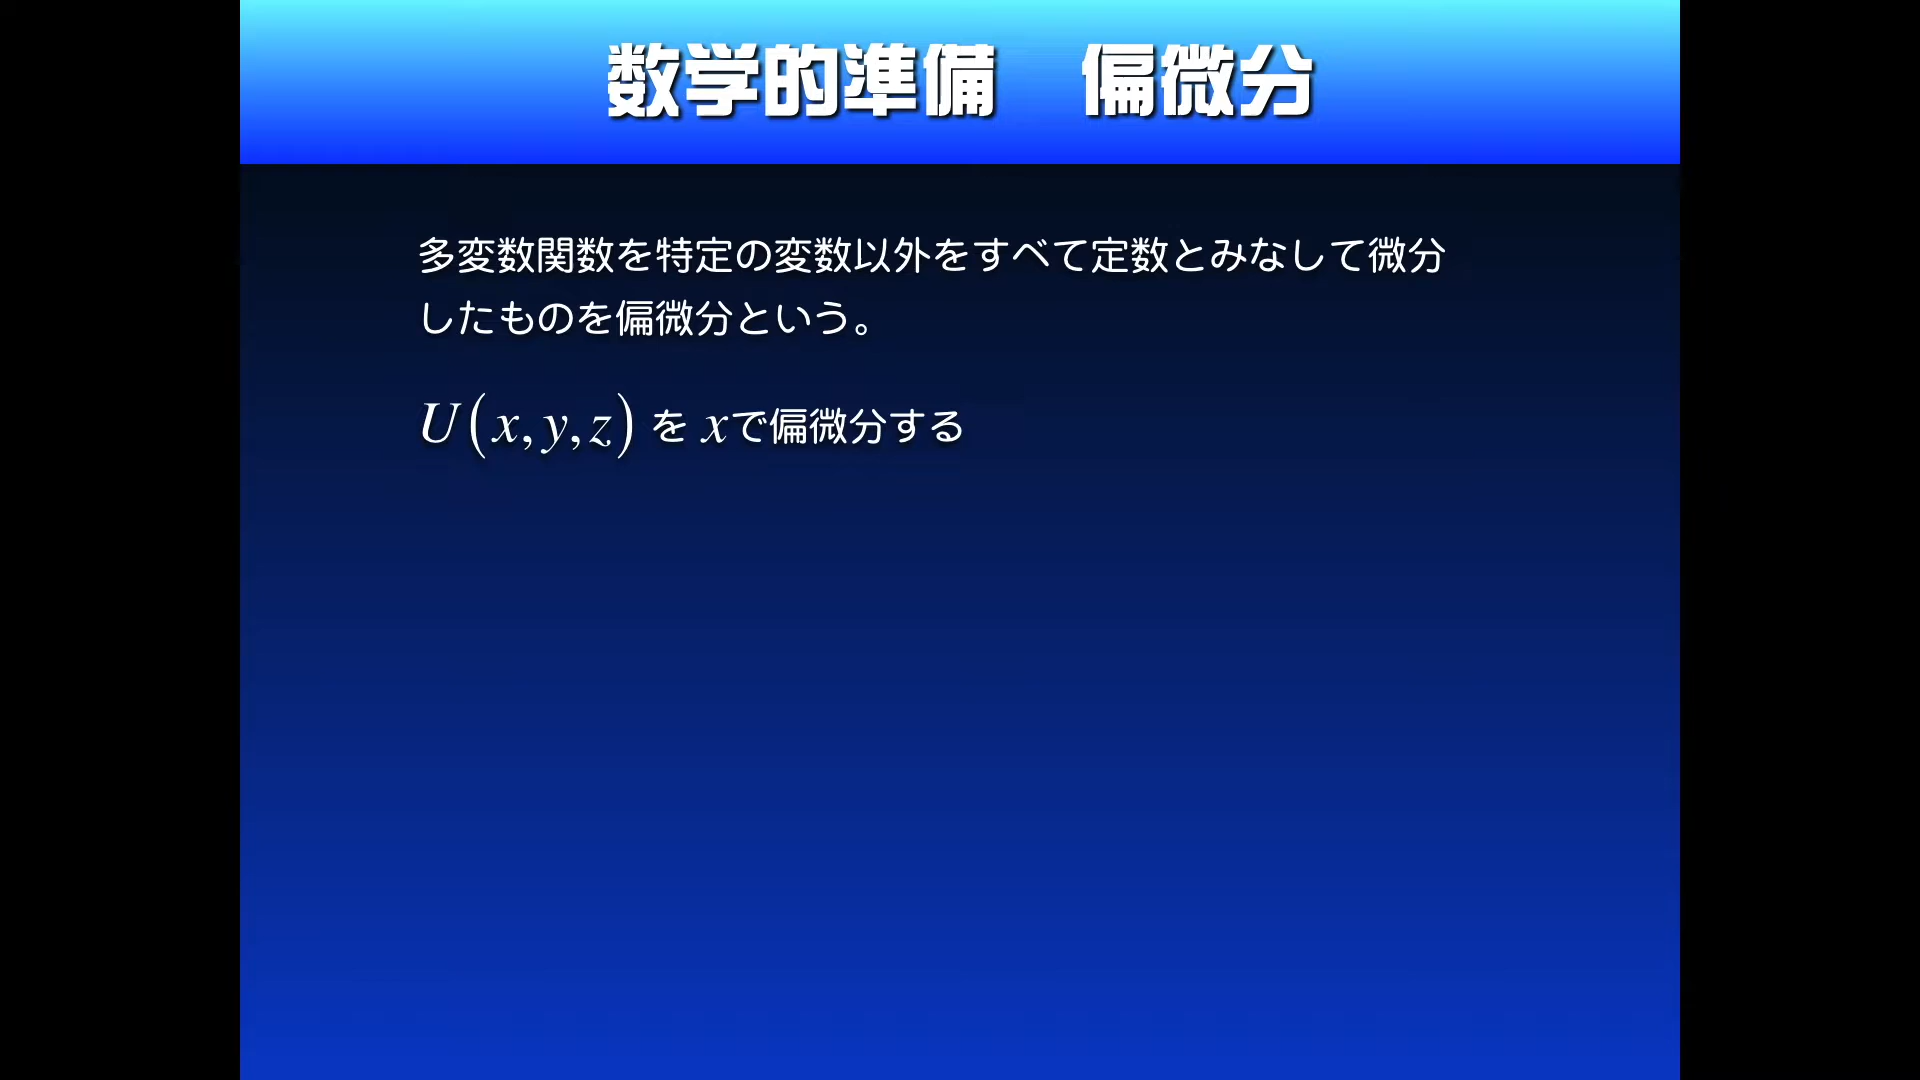 数学的準備　偏微分
多変数関数を特定の変数以外をすべて定数とみなして微分
したものを偏微分という。
U(x,y,z) を xで偏微分する